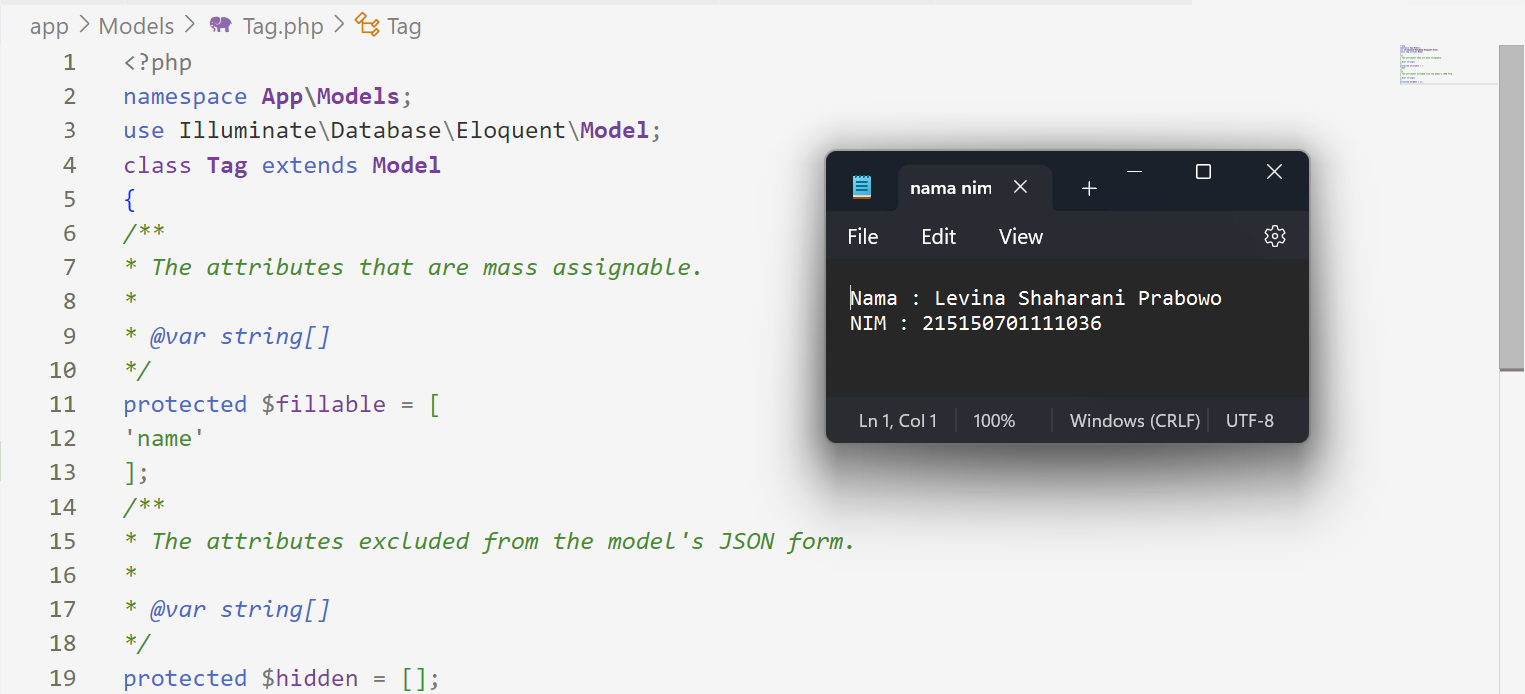 app > Models > Tag.php > Tag
1 <?php
2 namespace App\Models;
3 use Illuminate\Database\Eloquent\Model;
4 class Tag extends Model
5 {
6 /**
7 * The attributes that are mass assignable.
8 *
9 * @var string[]
10 */
11 protected $fillable = [
12 'name'
13 ];
14 /**
15 * The attributes excluded from the model's JSON form.
16 *
17 * @var string[]
18 */
19 protected $hidden = [];
nama nim
File Edit View
Nama : Levina Shaharani Prabowo
NIM : 215150701111036
Ln 1, Col 1 100% Windows (CRLF) UTF-8